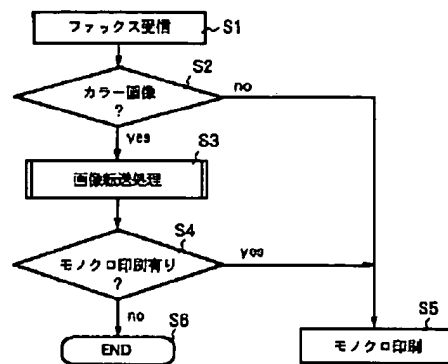 ファックス受信
S1
S2
カラー画像
?
no
yes
S3
画像転送処理
S4
モノクロ印刷有り
?
yes
no
S5
S6
END
モノクロ印刷